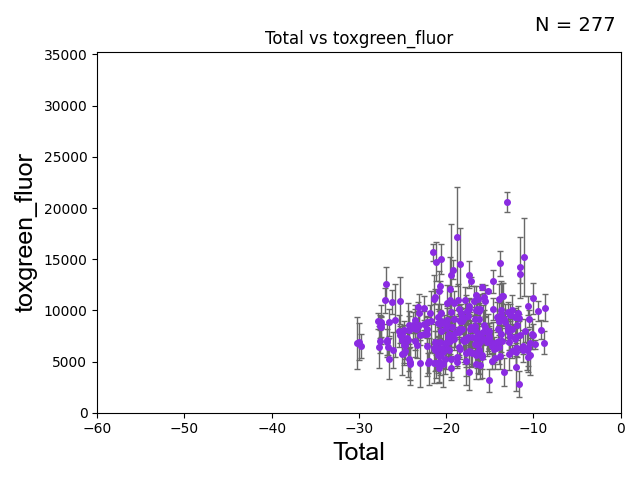 N = 277
Total vs toxgreen_fluor
35000
30000
25000
20000
15000
10000
5000
0
toxgreen_fluor
−60 −50 −40 −30 −20 −10 0
Total